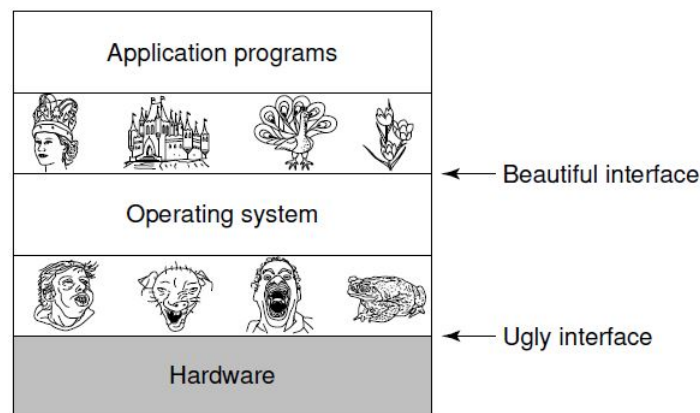 Application programs
Beautiful interface
Operating system
Ugly interface
Hardware